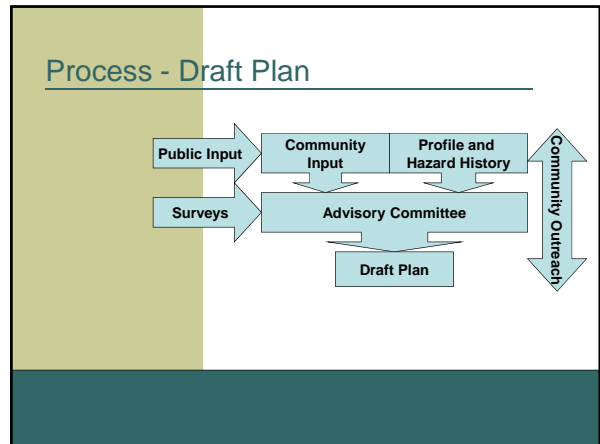 Process - Draft Plan
Public Input
Community
Input
Profile and
Hazard History
Community Outreach
Surveys
Advisory Committee
Draft Plan